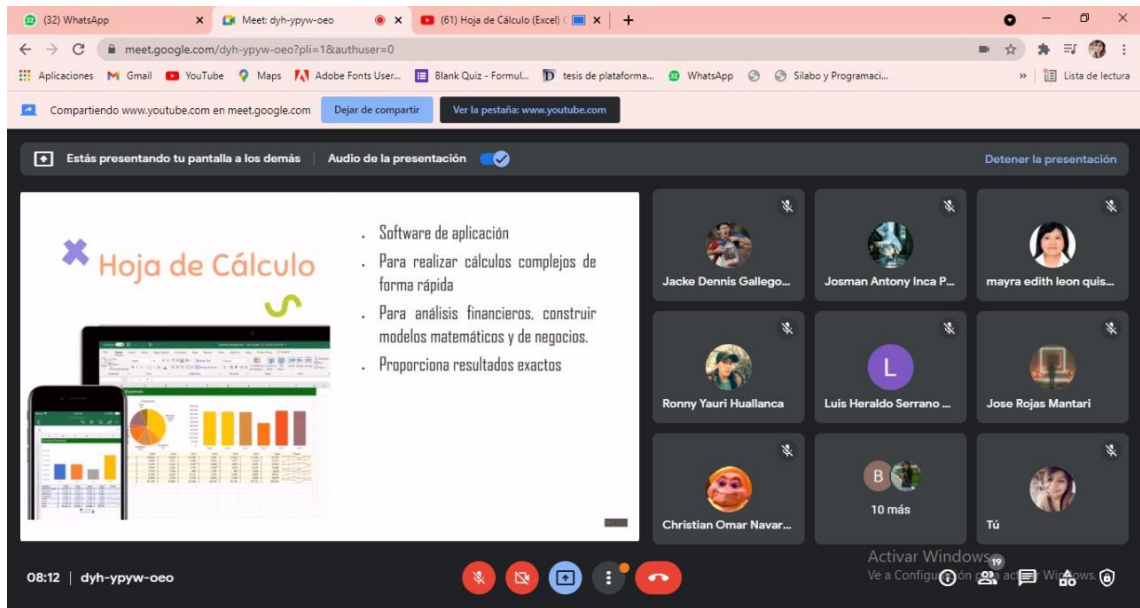 (32) WhatsApp
Meet: dyh-ypyw-oeo
(61) Hoja de Cálculo (Excel)
meet.google.com/dyh-ypyw-oeo?pli=1&authuser=0
Aplicaciones
Gmail
YouTube
Maps
Adobe Fonts User...
Blank Quiz - Formul...
tesis de plataforma...
WhatsApp
Silabo y Programaci...
»
Lista de lectura
Compartiendo www.youtube.com en meet.google.com
Dejar de compartir
Ver la pestaña: www.youtube.com
Estás presentando tu pantalla a los demás
Audio de la presentación
Detener la presentación
Hoja de Cálculo
. Software de aplicación
. Para realizar cálculos complejos de
forma rápida
. Para análisis financieros, construir
modelos matemáticos y de negocios.
. Proporciona resultados exactos
Jacke Dennis Gallego...
Josman Antony Inca P...
mayra edith leon quis...
Ronny Yauri Huallanca
L
Luis Heraldo Serrano ...
Jose Rojas Mantari
Christian Omar Navar...
B
10 más
Tú
Activar Windows
Ve a Configuración para activar Windows.
08:12 | dyh-ypyw-oeo
19